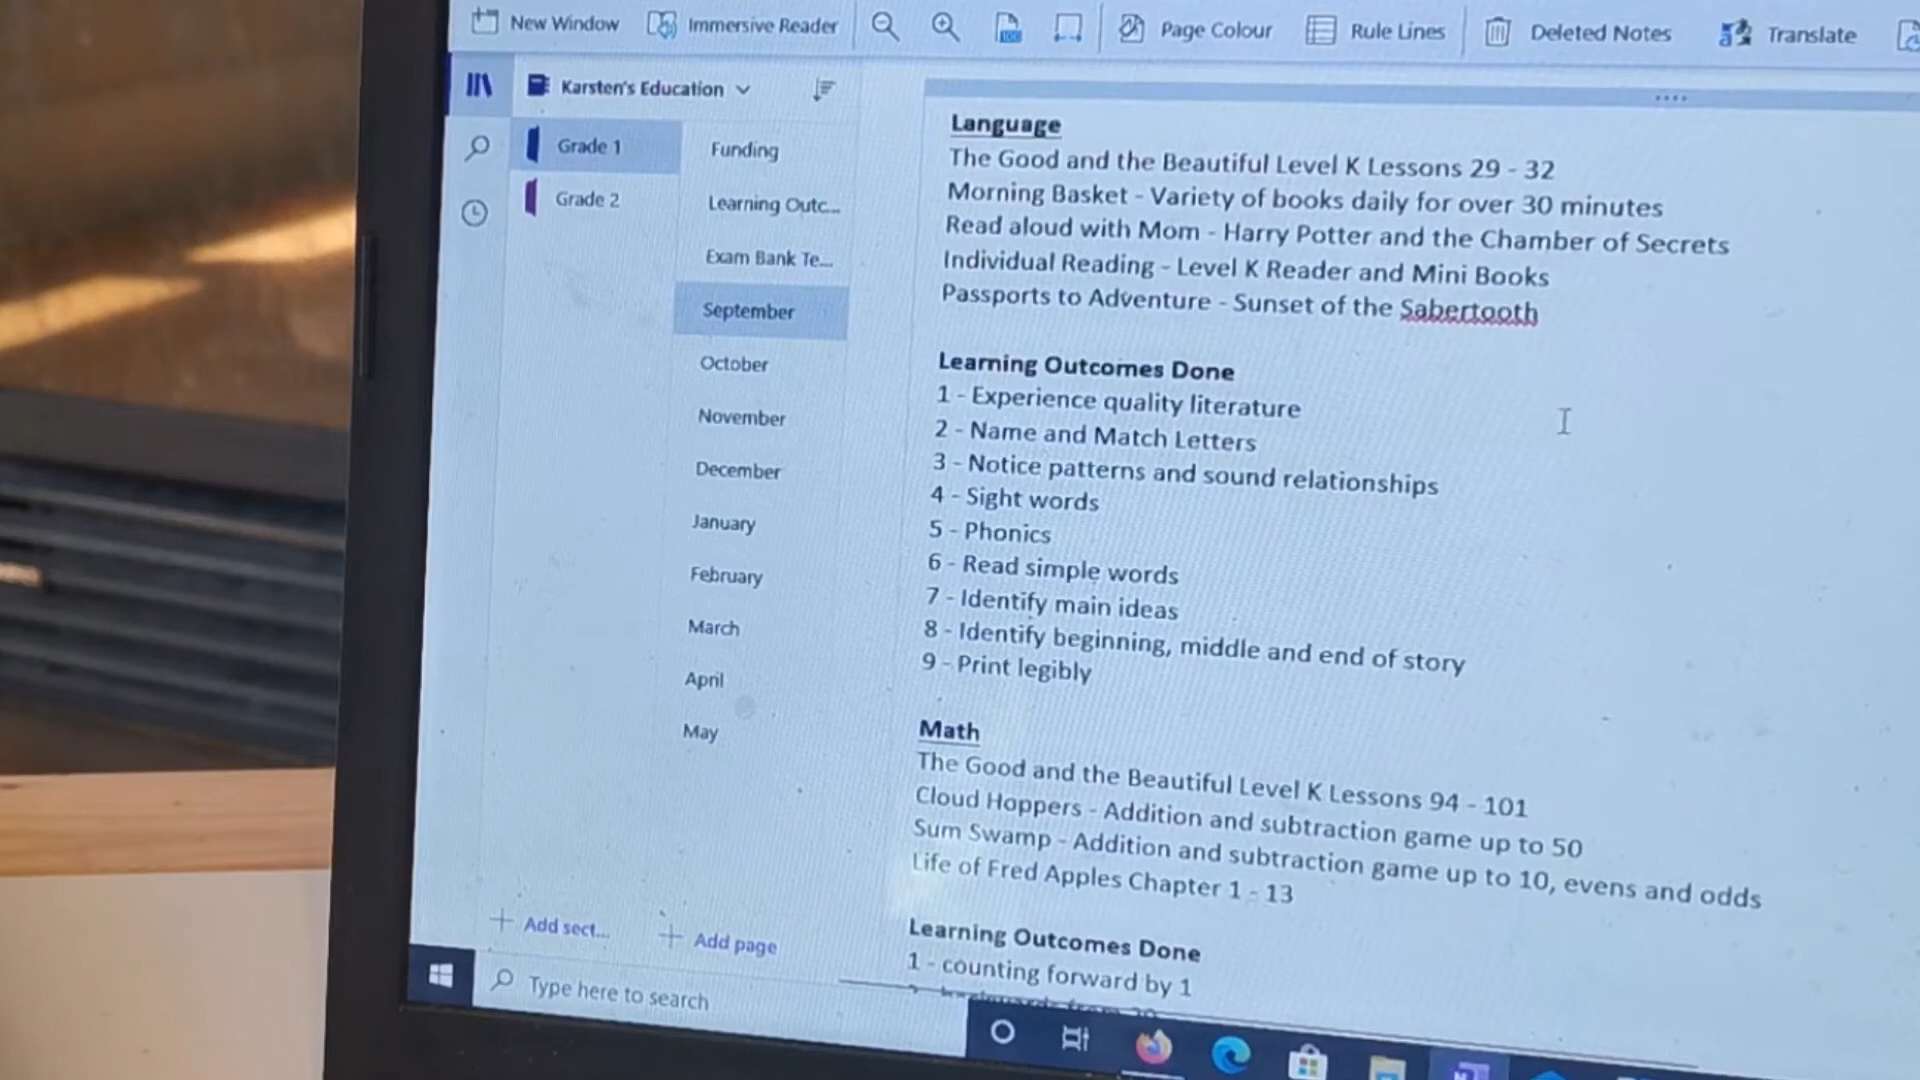 New Window Immersive Reader Page Colour Rule Lines Deleted Notes Translate
Karsten's Education
Grade 1
Grade 2
Funding
Learning Outc...
Exam Bank Te...
September
October
November
December
January
February
March
April
May
Add sect...
Add page
Language
The Good and the Beautiful Level K Lessons 29 - 32
Morning Basket - Variety of books daily for over 30 minutes
Read aloud with Mom - Harry Potter and the Chamber of Secrets
Individual Reading - Level K Reader and Mini Books
Passports to Adventure - Sunset of the Sabertooth
Learning Outcomes Done
1 - Experience quality literature
2 - Name and Match Letters
3 - Notice patterns and sound relationships
4 - Sight words
5 - Phonics
6 - Read simple words
7 - Identify main ideas
8 - Identify beginning, middle and end of story
9 - Print legibly
Math
The Good and the Beautiful Level K Lessons 94 - 101
Cloud Hoppers - Addition and subtraction game up to 50
Sum Swamp - Addition and subtraction game up to 10, evens and odds
Life of Fred Apples Chapter 1 - 13
Learning Outcomes Done
1 - counting forward by 1
Type here to search